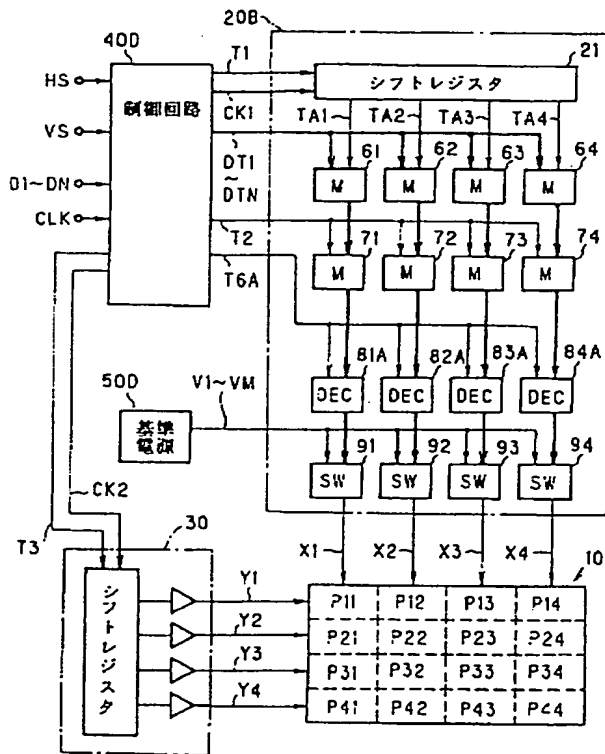 20B
40D
T1
21
HS
シフトレジスタ
制御回路
CK1
TA1 TA2 TA3 TA4
VS
61 62 63 64
DT1
~
DTN
M M M M
D1~DN
CLK
T2
71 72 73 74
T6A
M M M M
81A 82A 83A 84A
50D
V1~VM
DEC DEC DEC DEC
基準
電源
91 92 93 94
SW SW SW SW
CK2
T3
30
X1 X2 X3 X4
10
シフトレジスタ
Y1
P11 P12 P13 P14
Y2
P21 P22 P23 P24
Y3
P31 P32 P33 P34
Y4
P41 P42 P43 P44